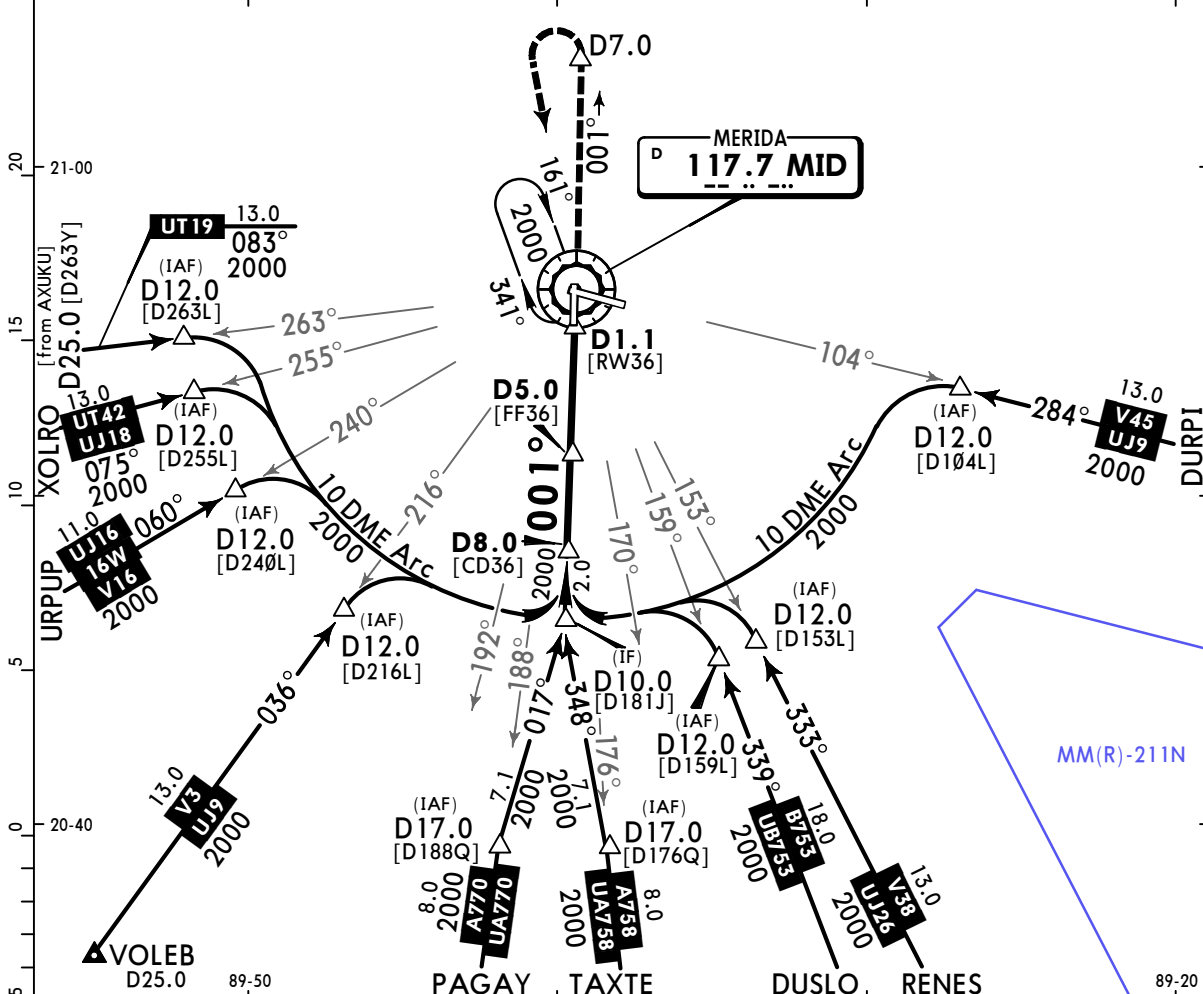 D7.0
001°
MERIDA
D
117.7 MID
161°
2000
341°
20
21-00
UT19
13.0
083°
2000
[from AXUKU]
D25.0 [D263Y]
(IAF)
D12.0
[D263L]
15
263°
255°
240°
216°
104°
D1.1
[RW36]
D5.0
[FF36]
001°
XOLRO
13.0
UT42
UJ18
075°
2000
(IAF)
D12.0
[D255L]
13.0
V45
UJ9
2000
284°
DURPI
(IAF)
D12.0
[D1Ø4L]
10
URPUP
11.0
UJ16
16W
V16
2000
060°
(IAF)
D12.0
[D24ØL]
10 DME Arc
2000
10 DME Arc
2000
D8.0
[CD36]
2000
2.0
153°
159°
170°
192°
188°
176°
(IAF)
D12.0
[D216L]
(IF)
D10.0
[D181J]
(IAF)
D12.0
[D153L]
(IAF)
D12.0
[D159L]
5
036°
13.0
V3
UJ9
2000
017°
7.1
2000
348°
7.1
2000
339°
333°
MM(R)-211N
0
20-40
(IAF)
D17.0
[D188Q]
(IAF)
D17.0
[D176Q]
8.0
2000
A770
UA770
2000
UA758
A758
8.0
18.0
B753
UB753
2000
13.0
V38
UJ26
2000
VOLEB
D25.0
89-50
PAGAY
TAXTE
DUSLO
RENES
89-20
5